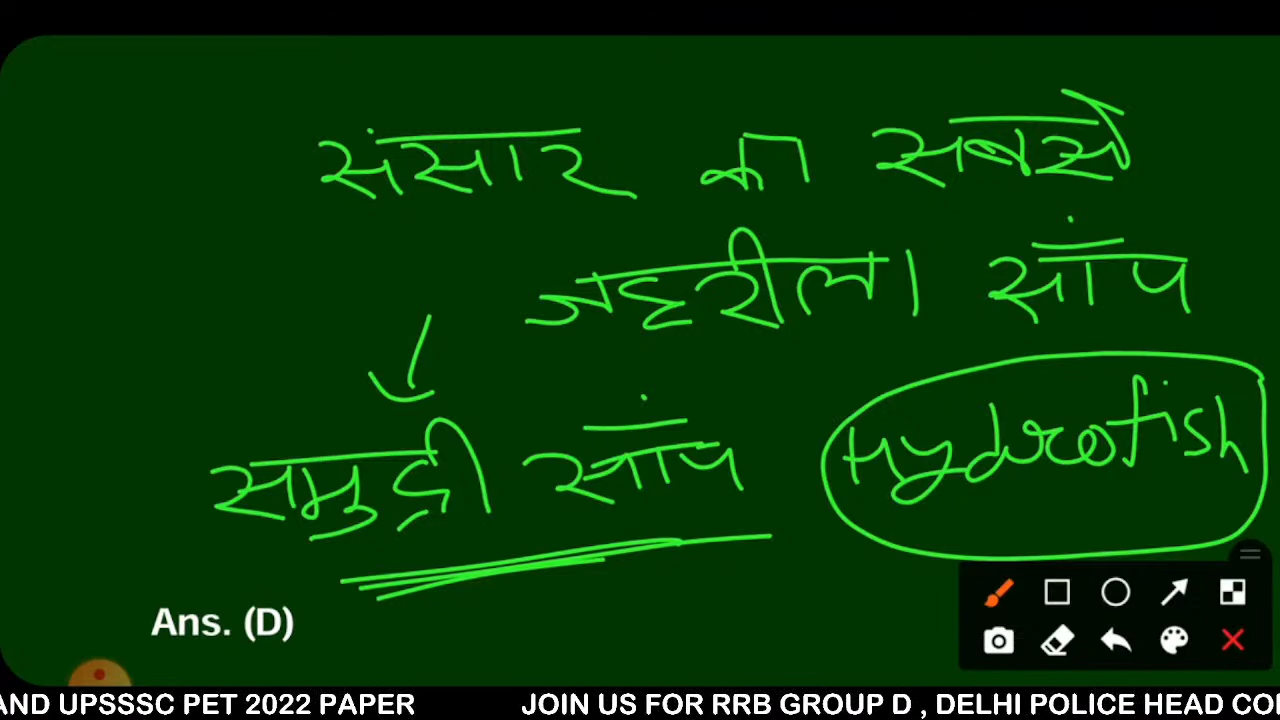 संसार का सबसे
जहरीला सांप
समुद्री सांप Hydrofish
Ans. (D)
AND UPSSSC PET 2022 PAPER JOIN US FOR RRB GROUP D , DELHI POLICE HEAD CO